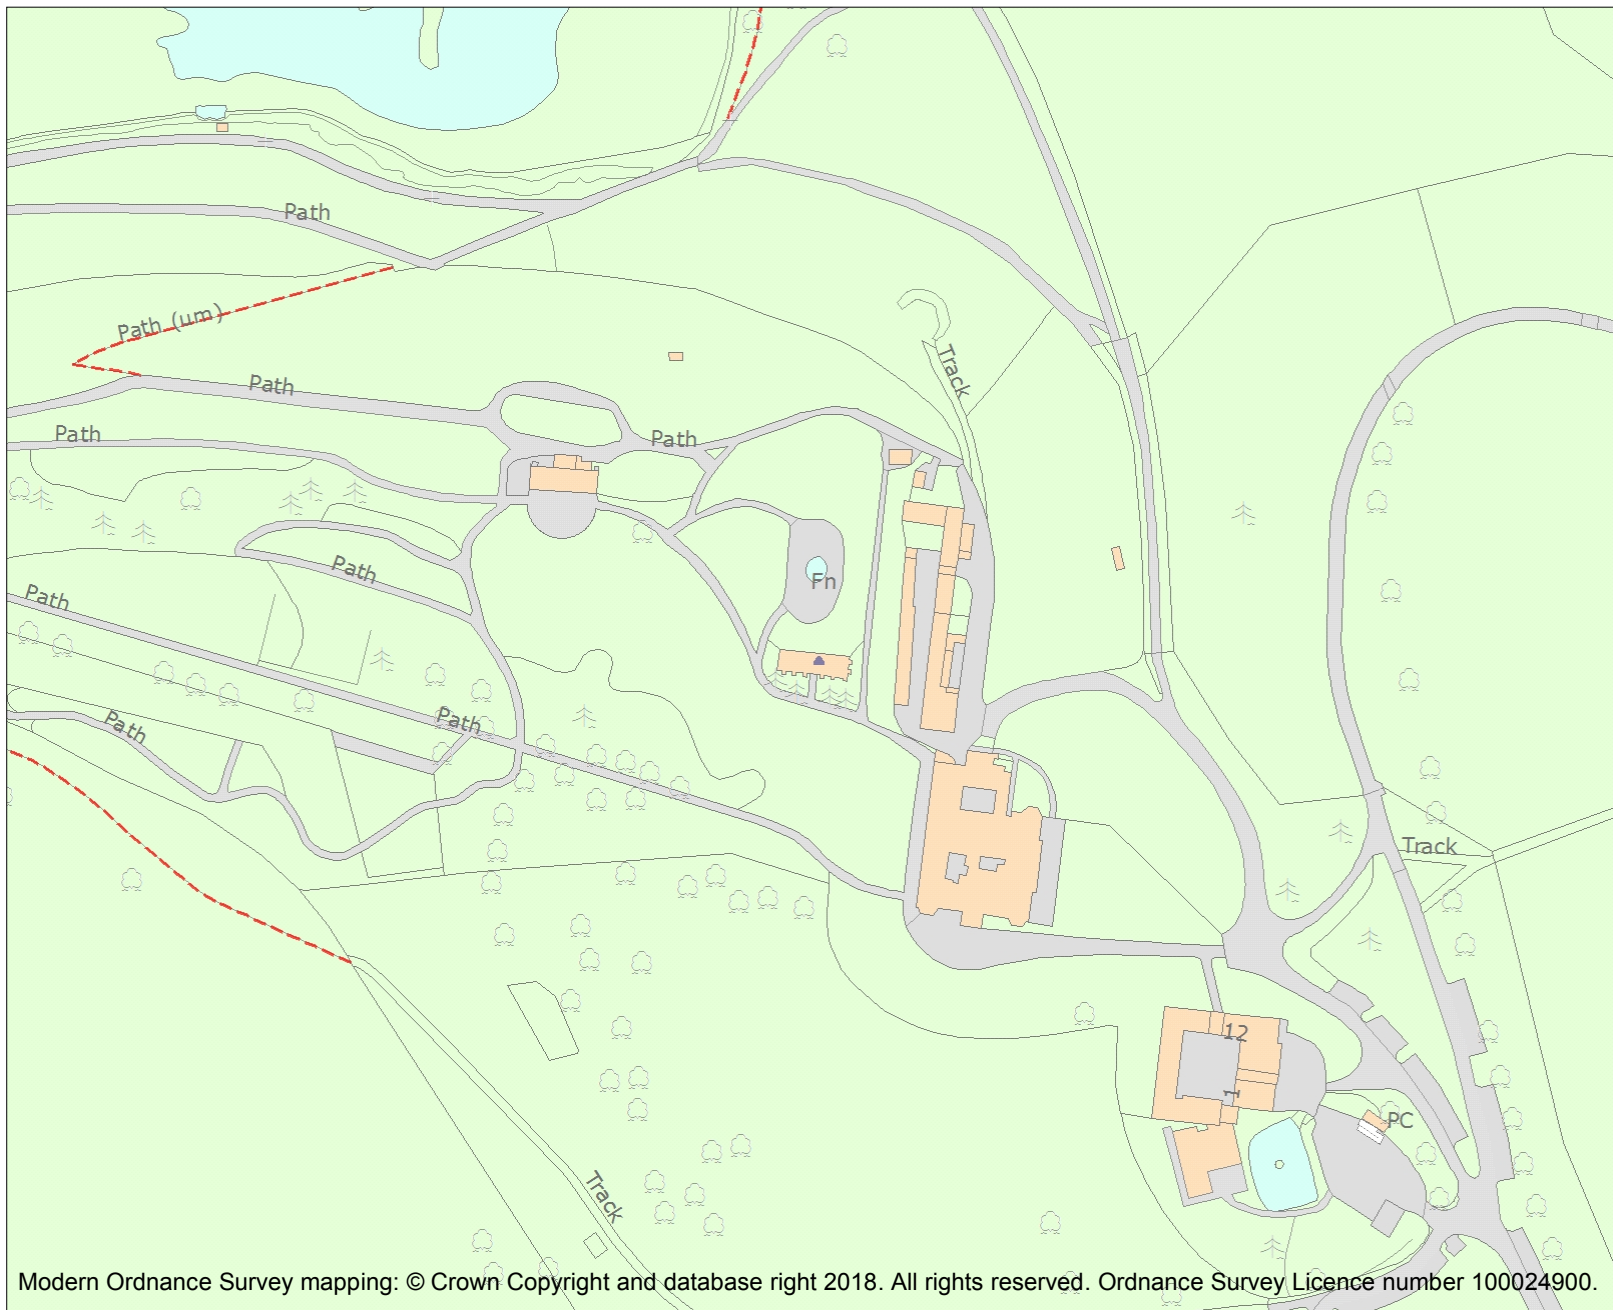 Path
Path (um)
Track
Path
Path
Path
Fn
Path
Path
Path
Path
Track
12
1
PC
Track
Modern Ordnance Survey mapping: © Crown Copyright and database right 2018. All rights reserved. Ordnance Survey Licence number 100024900.